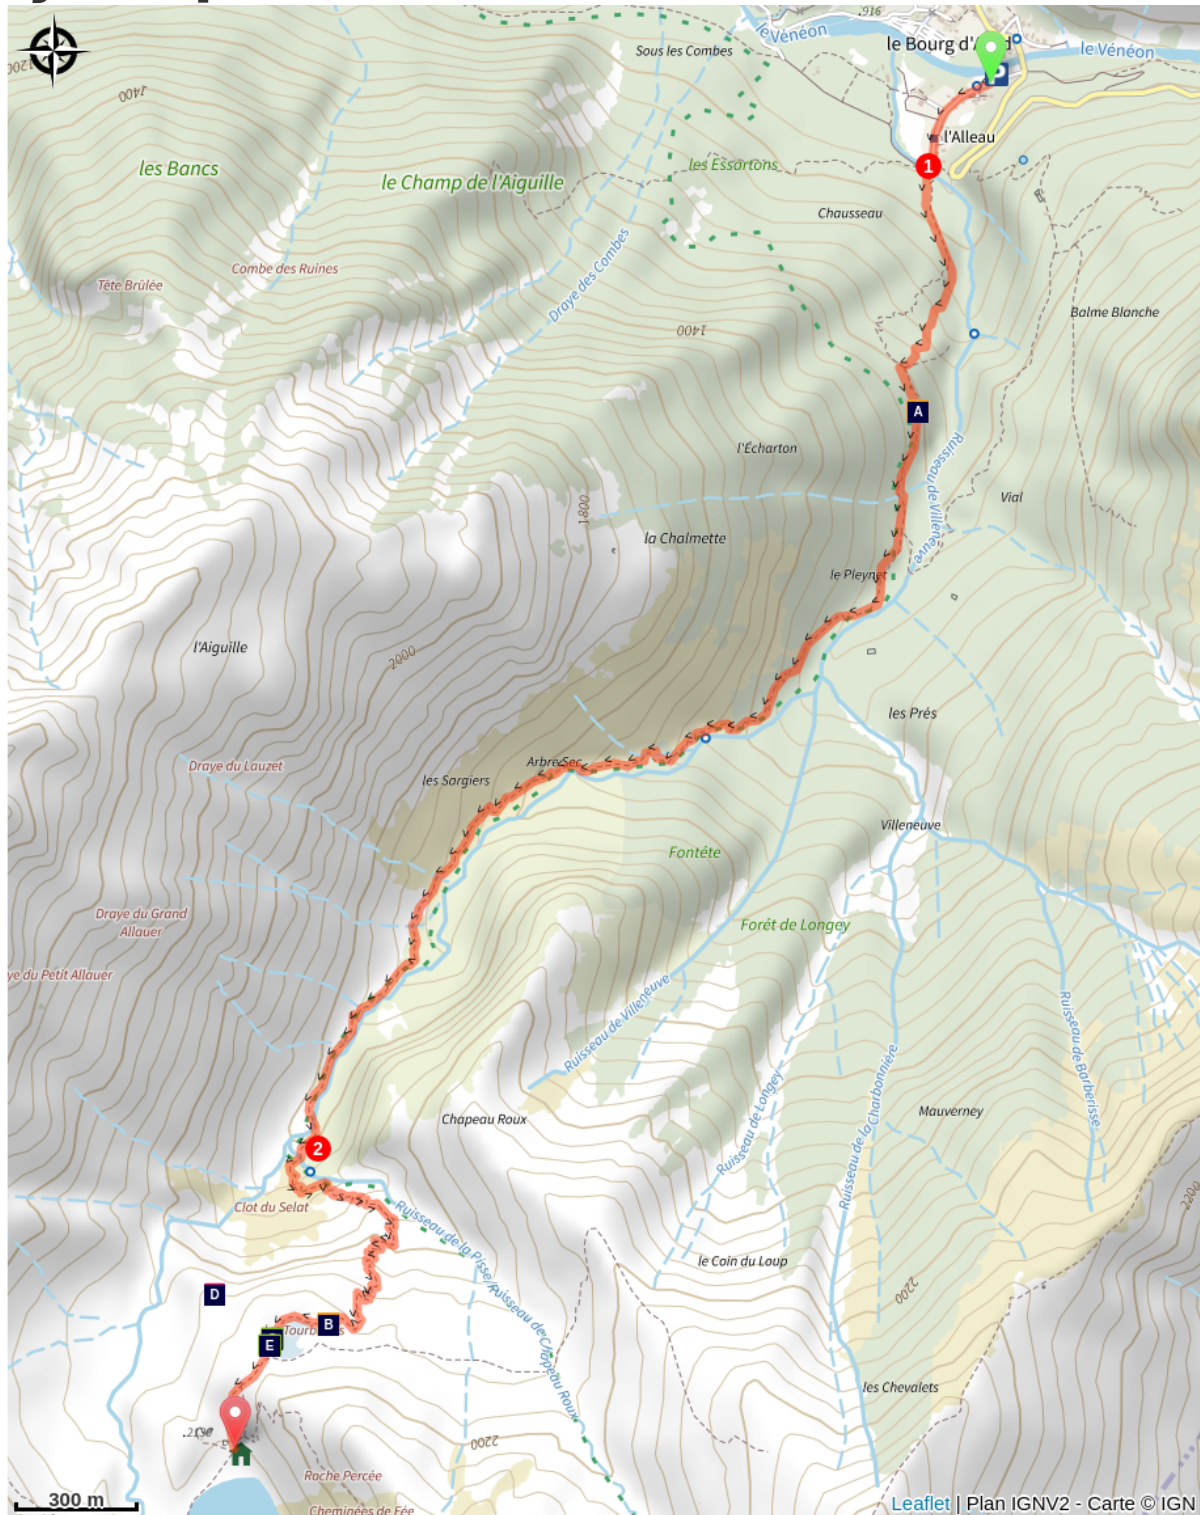 .916
le Vénéon
le Bourg d'A
d
le Vénéon
Sous les Combes
P
1200
1400
l'Alleau
les Bancs
les Essartons
1
le Champ de l'Aiguille
Chausseau
Combe des Ruines
Draye des Combes
Tête Brûlée
Balme Blanche
1400
A
l'Écharton
Ruisseau de Villeneuve
Vial
1800
la Chalmette
le Pleynet
l'Aiguille
2000
les Prés
Draye du Lauzet
Arbre Sec
les Sargiers
Villeneuve
Fontéte
Draye du Grand
Allauer
Forêt de Longey
ye du Petit Allauer
Ruisseau de Villeneuve
Ruisseau de Barberisse
Ruisseau de Longey
Ruisseau de la Charbonnière
Chapeau Roux
Mauverney
2
2200
Clot du Selat
Ruisseau de la Pisse
Ruisseau de Chapeau Roux
le Coin du Loup
2200
D
B
E
les Chevalets
2200
Roche Percée
300 m
Cheminées de Fée
Leaflet | Plan IGNV2 - Carte © IGN